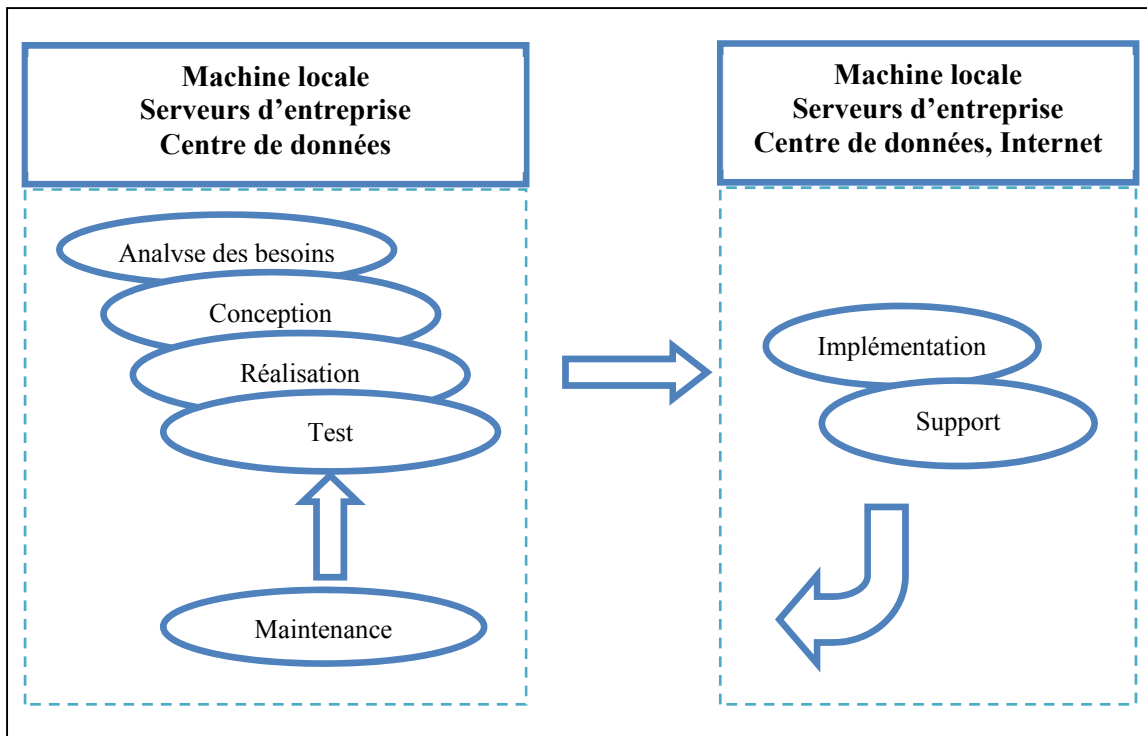 Machine locale
Serveurs d'entreprise
Centre de données
Analvse des besoins
Conception
Réalisation
Test
Maintenance
Machine locale
Serveurs d'entreprise
Centre de données, Internet
Implémentation
Support